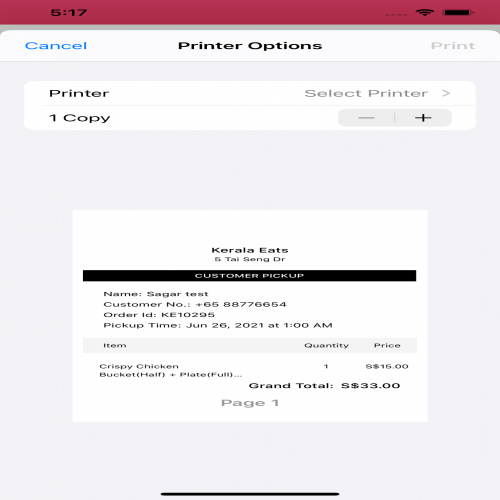 5:17
Cancel Printer Options Print
Printer Select Printer >
1 Copy − +
Kerala Eats
5 Tai Seng Dr
CUSTOMER PICKUP
Name: Sagar test
Customer No.: +65 88776654
Order Id: KE10295
Pickup Time: Jun 26, 2021 at 1:00 AM
Item Quantity Price
Crispy Chicken 1 S$15.00
Bucket(Half) + Plate(Full)...
Grand Total: S$33.00
Page 1